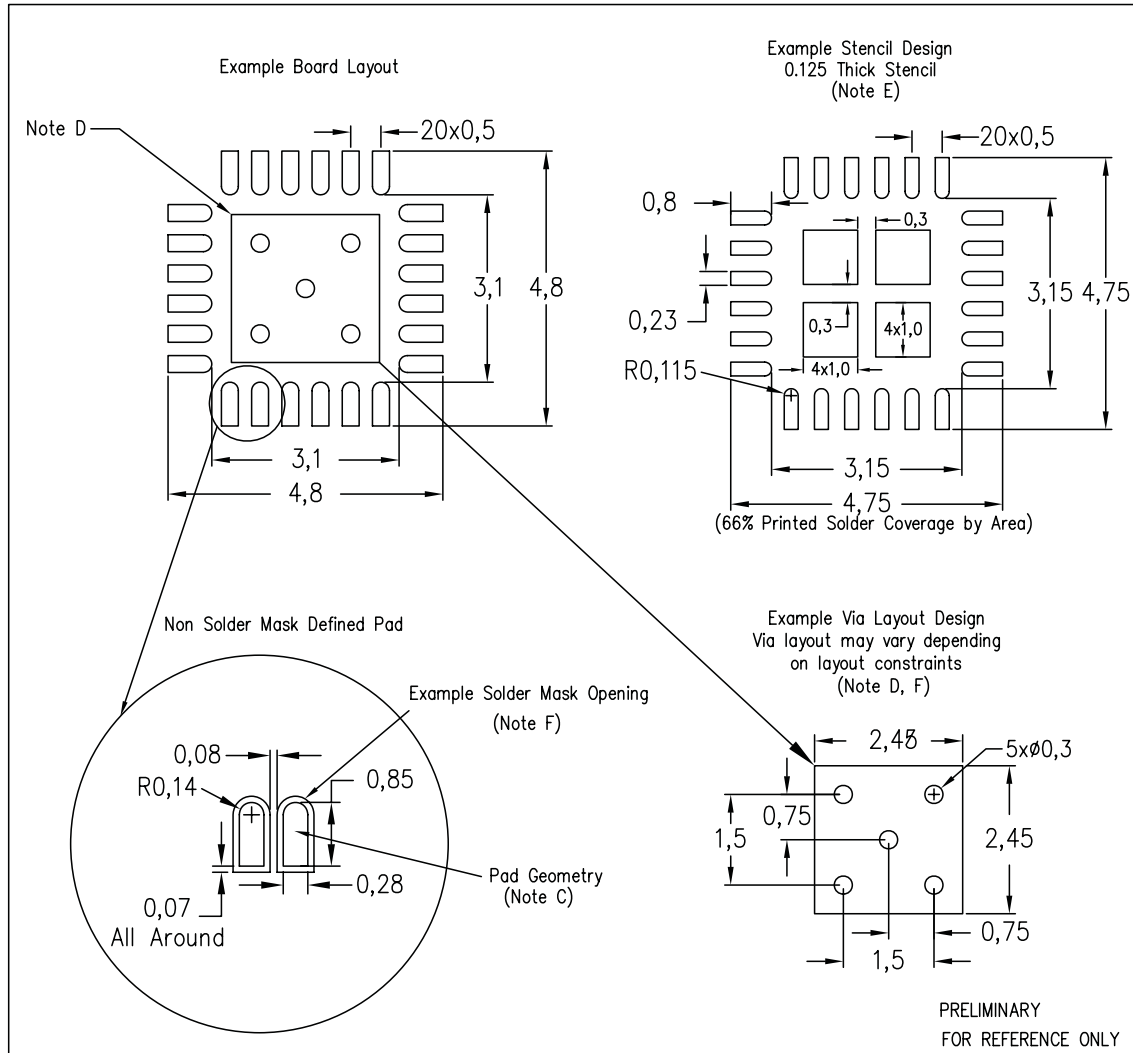 Example Board Layout
Note D
20x0,5
3,1
4,8
3,1
4,8
Example Stencil Design
0.125 Thick Stencil
(Note E)
20x0,5
0,8
0,3
0,23
0,3
4x1,0
4x1,0
R0,115
3,15
4,75
3,15
4,75
(66% Printed Solder Coverage by Area)
Non Solder Mask Defined Pad
Example Solder Mask Opening
(Note F)
0,08
R0,14
0,85
0,28
Pad Geometry
(Note C)
0,07
All Around
Example Via Layout Design
Via layout may vary depending
on layout constraints
(Note D, F)
5xø0,3
0,75
1,5
2,45
0,75
1,5
PRELIMINARY
FOR REFERENCE ONLY